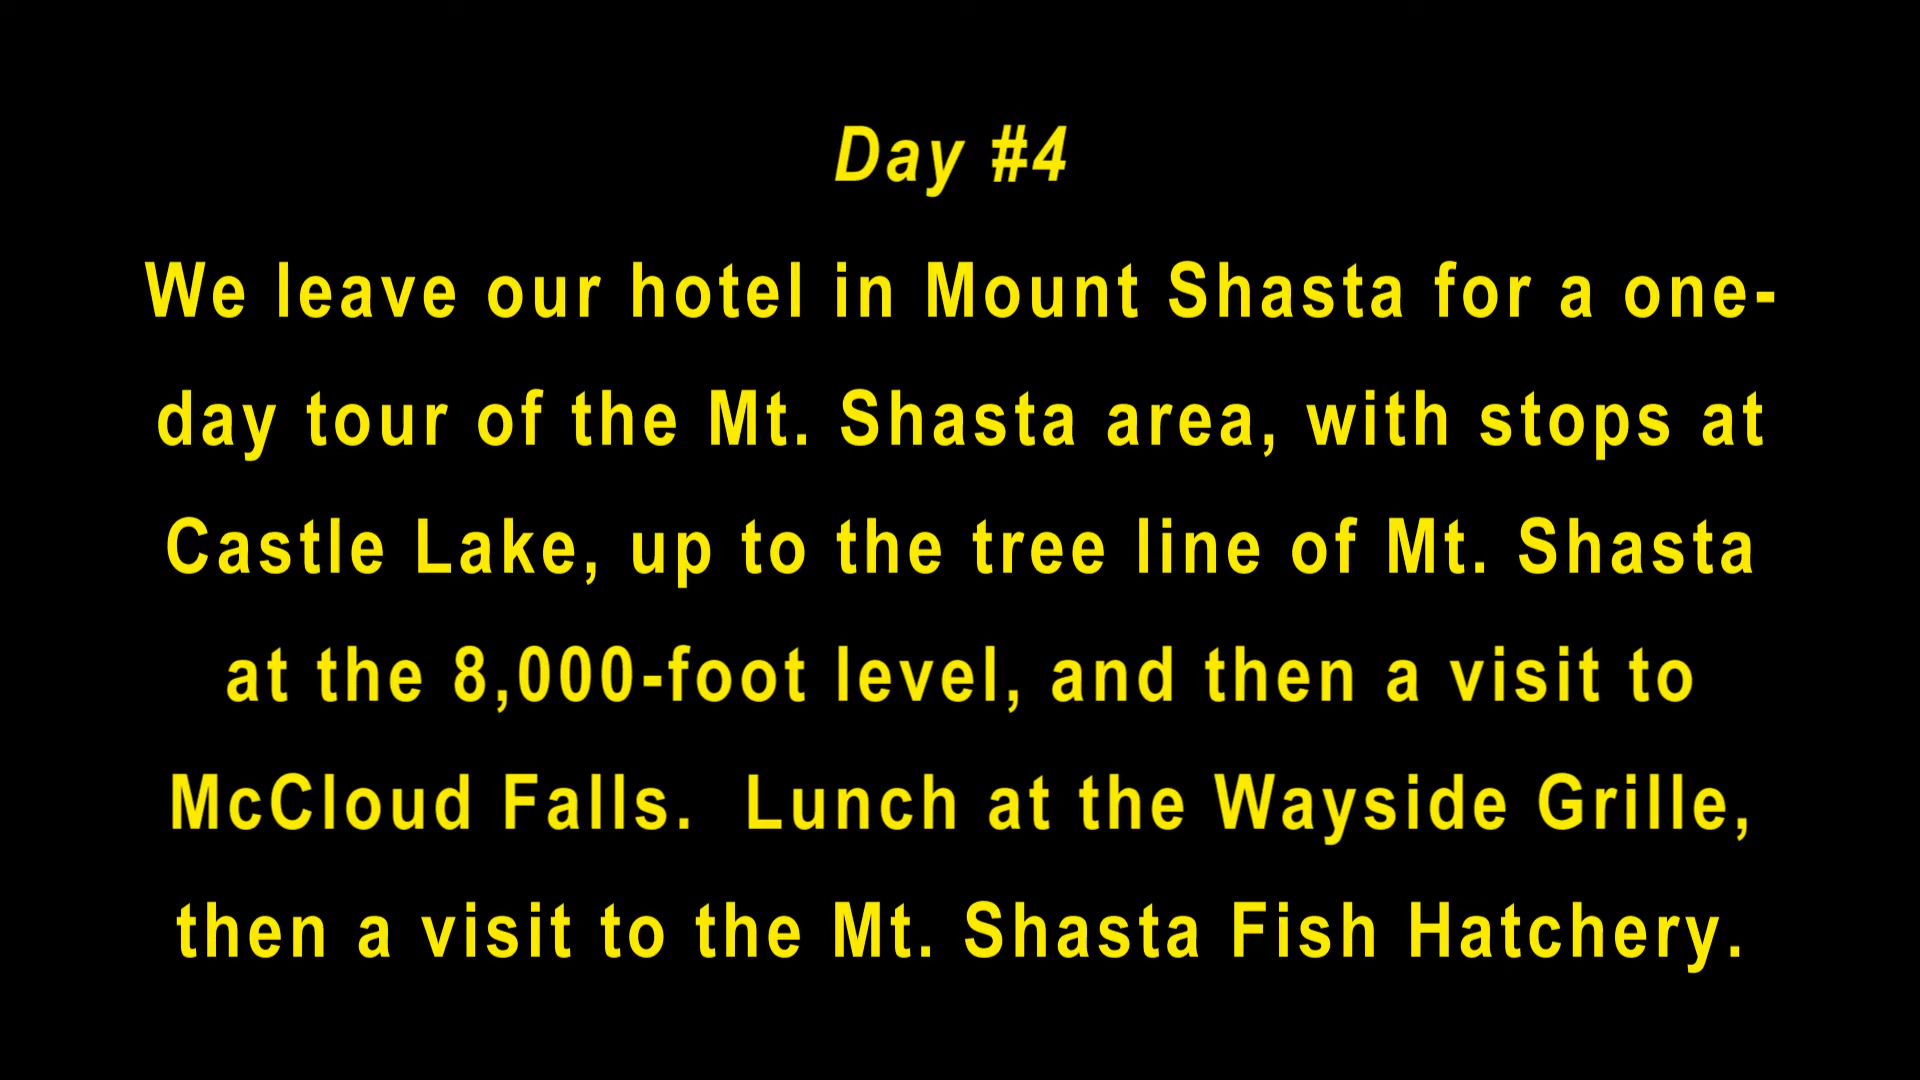 Day #4
We leave our hotel in Mount Shasta for a one-
day tour of the Mt. Shasta area, with stops at
Castle Lake, up to the tree line of Mt. Shasta
at the 8,000-foot level, and then a visit to
McCloud Falls.  Lunch at the Wayside Grille,
then a visit to the Mt. Shasta Fish Hatchery.